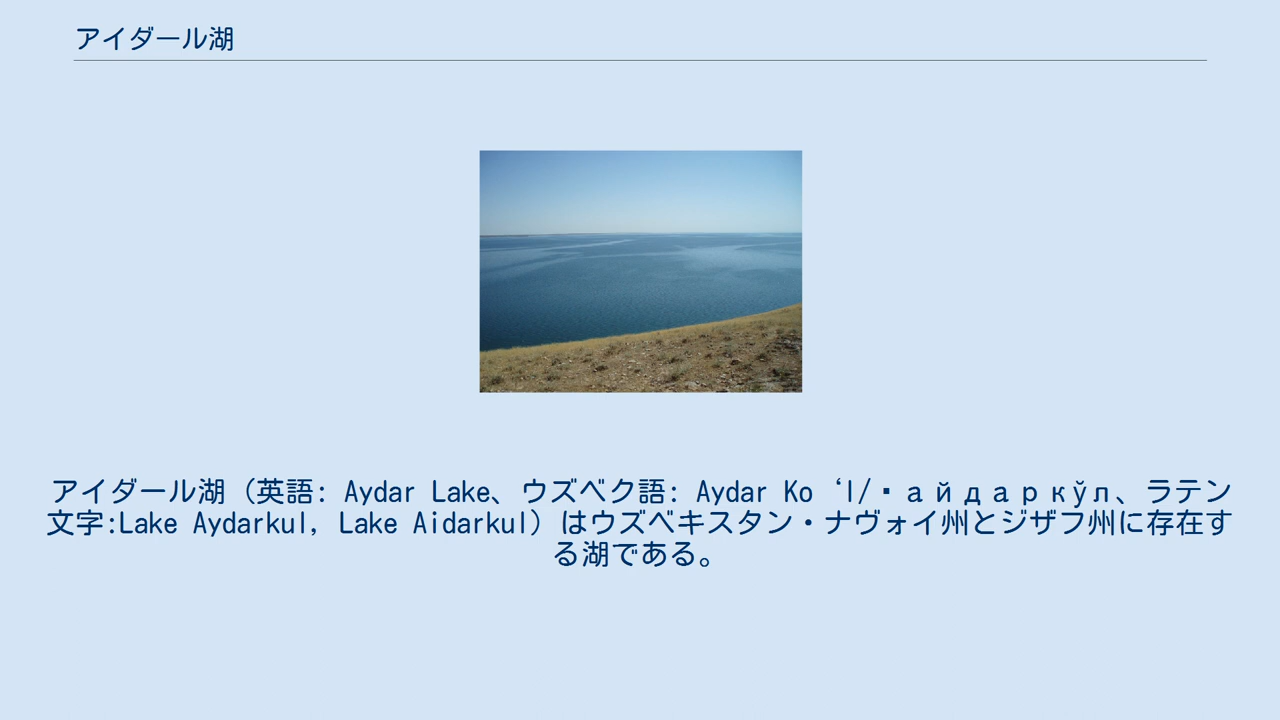 アイダール湖
アイダール湖（英語: Aydar Lake、ウズベク語: Aydar Ko‘l/▪айдаркўл、ラテン
文字:Lake Aydarkul, Lake Aidarkul）はウズベキスタン・ナヴォイ州とジザフ州に存在す
る湖である。